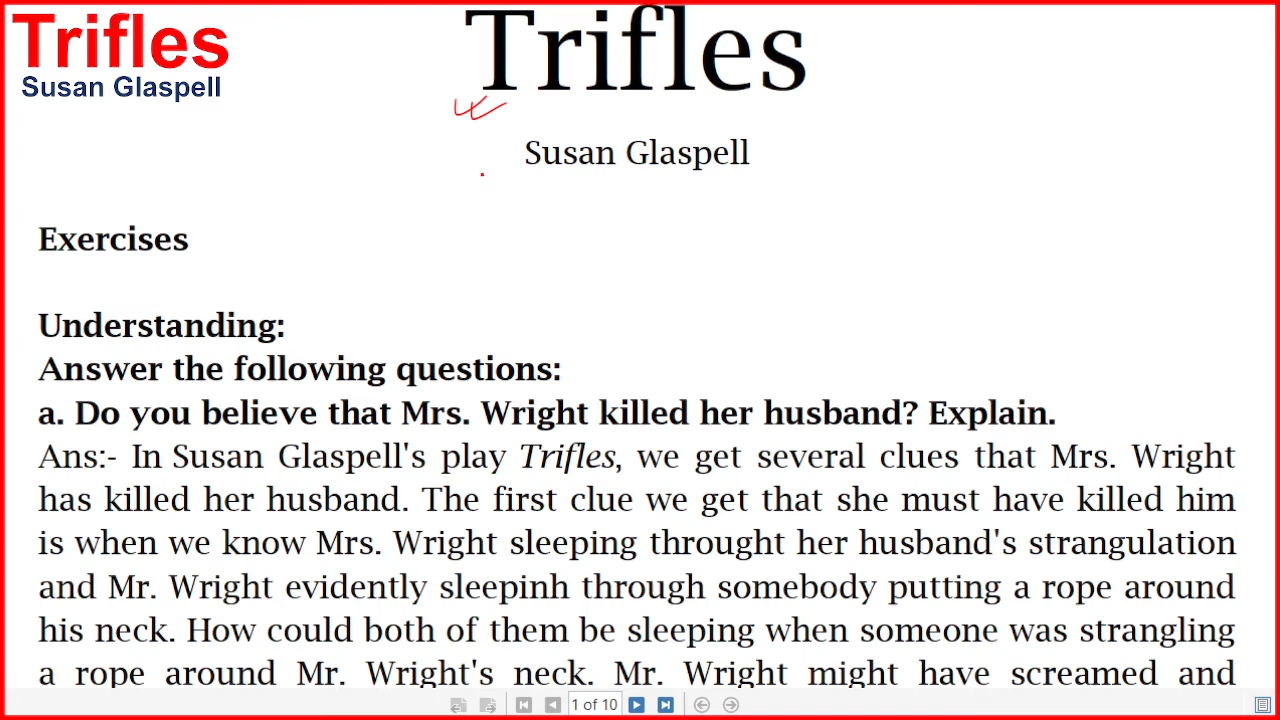 Trifles
Susan Glaspell
Trifles
Susan Glaspell
Exercises
Understanding:
Answer the following questions:
a. Do you believe that Mrs. Wright killed her husband? Explain.
Ans:- In Susan Glaspell's play Trifles, we get several clues that Mrs. Wright
has killed her husband. The first clue we get that she must have killed him
is when we know Mrs. Wright sleeping throught her husband's strangulation
and Mr. Wright evidently sleepinh through somebody putting a rope around
his neck. How could both of them be sleeping when someone was strangling
a rope around Mr. Wright's neck. Mr. Wright might have screamed and
1 of 10